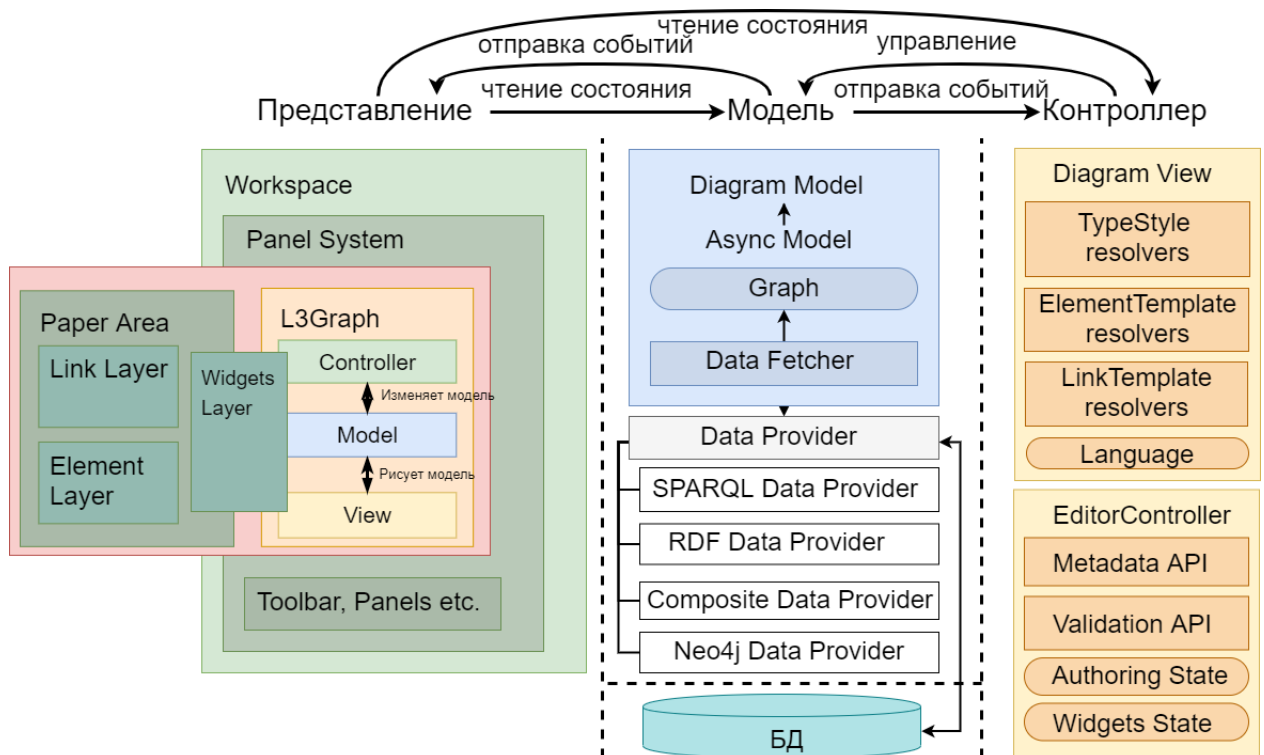 чтение состояния
отправка событий
управление
чтение состояния
отправка событий
Представление
Модель
Контроллер
Workspace
Panel System
Paper Area
Link Layer
Element
Layer
Widgets
Layer
L3Graph
Controller
Изменяет модель
Model
Рисует модель
View
Toolbar, Panels etc.
Diagram Model
Async Model
Graph
Data Fetcher
Data Provider
SPARQL Data Provider
RDF Data Provider
Composite Data Provider
Neo4j Data Provider
БД
Diagram View
TypeStyle
resolvers
ElementTemplate
resolvers
LinkTemplate
resolvers
Language
EditorController
Metadata API
Validation API
Authoring State
Widgets State